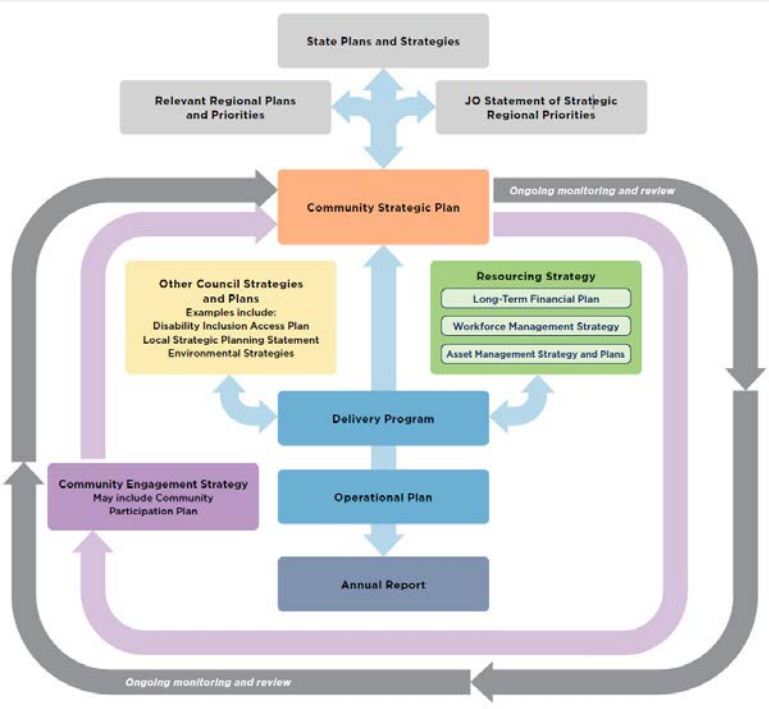 State Plans and Strategies
Relevant Regional Plans
and Priorities
JO Statement of Strategic
Regional Priorities
Community Strategic Plan
Ongoing monitoring and review
Other Council Strategies
and Plans
Examples include:
Disability Inclusion Access Plan
Local Strategic Planning Statement
Environmental Strategies
Resourcing Strategy
Long-Term Financial Plan
Workforce Management Strategy
Asset Management Strategy and Plans
Delivery Program
Community Engagement Strategy
May include Community
Participation Plan
Operational Plan
Annual Report
Ongoing monitoring and review